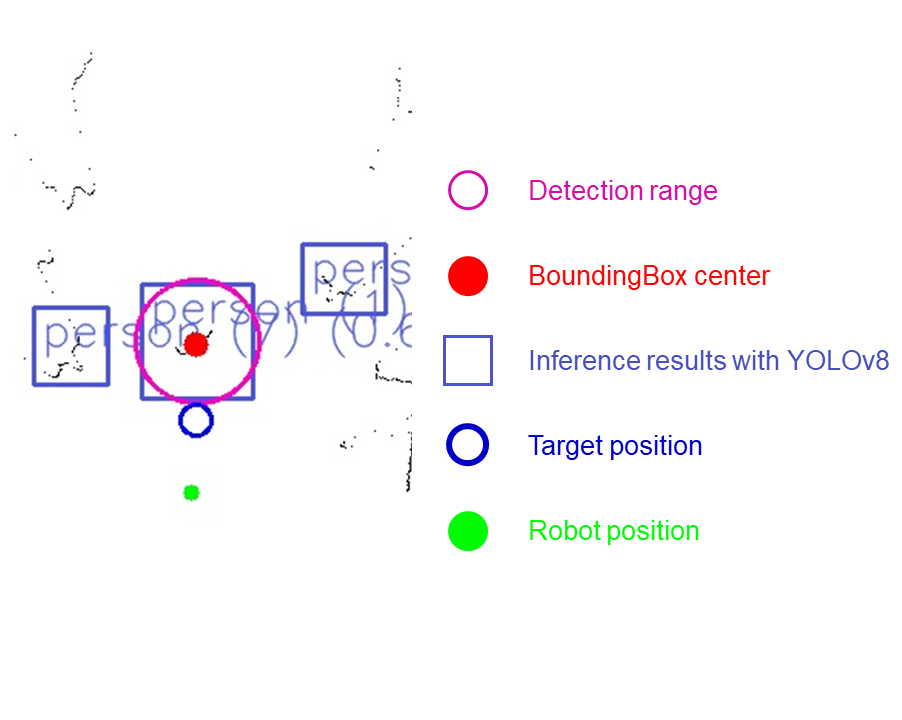 pers
person (1)
person (7) (0.6
Detection range
BoundingBox center
Inference results with YOLOv8
Target position
Robot position